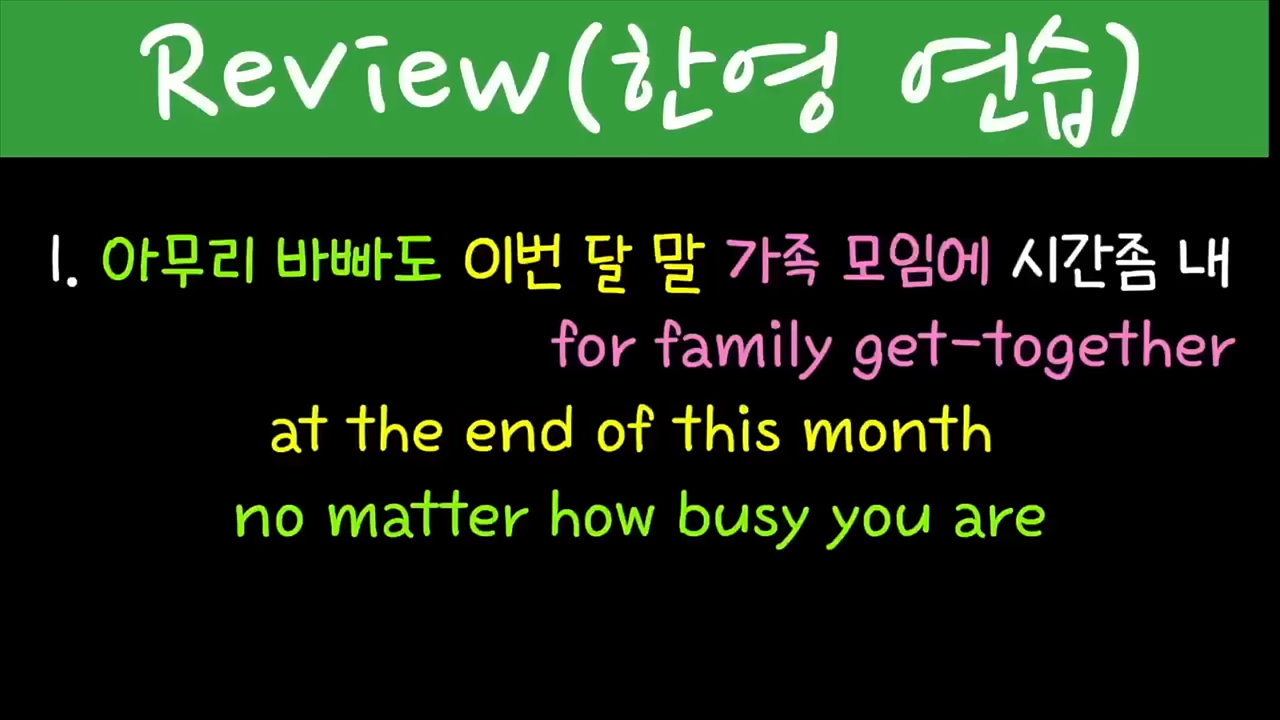 Review(한영 연습)
1. 아무리 바빠도 이번 달 말 가족 모임에 시간좀 내
for family get-together
at the end of this month
no matter how busy you are